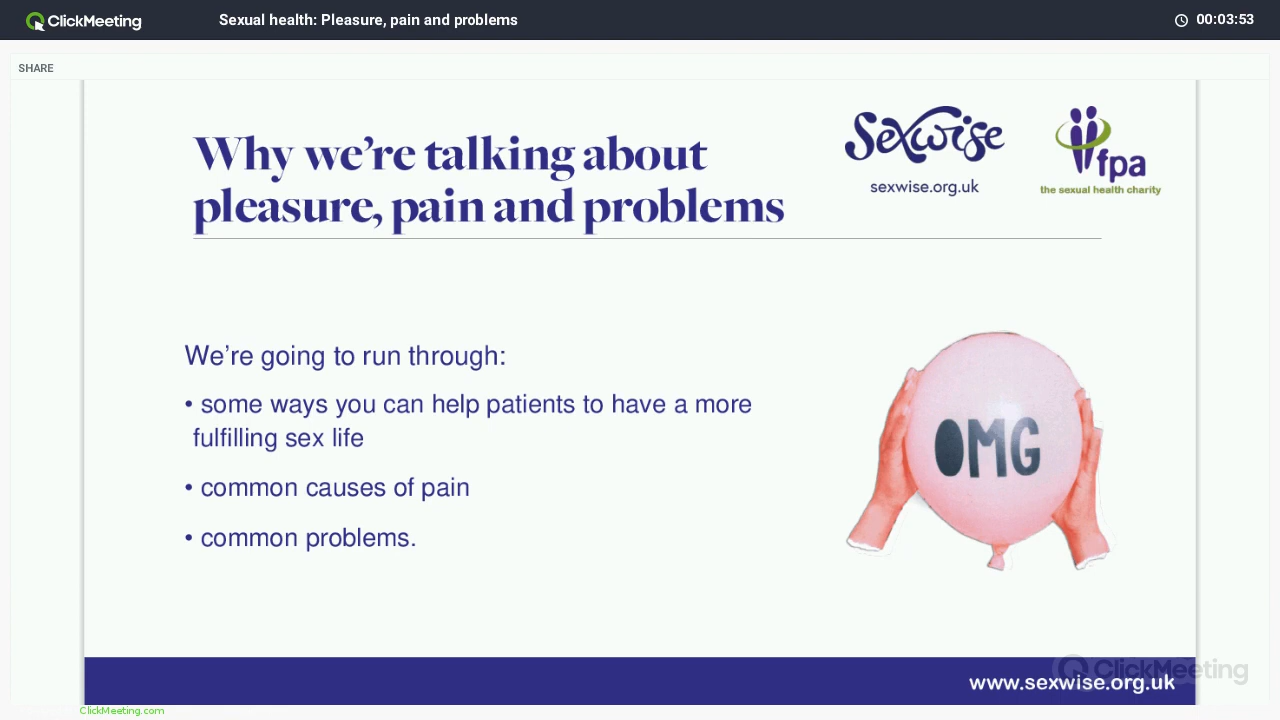 ClickMeeting
Sexual health: Pleasure, pain and problems
00:03:53
SHARE
Why we’re talking about
pleasure, pain and problems
Sexwise
sexwise.org.uk
fpa
the sexual health charity
We’re going to run through:
• some ways you can help patients to have a more
fulfilling sex life
• common causes of pain
• common problems.
OMG
ClickMeeting
www.sexwise.org.uk
ClickMeeting.com